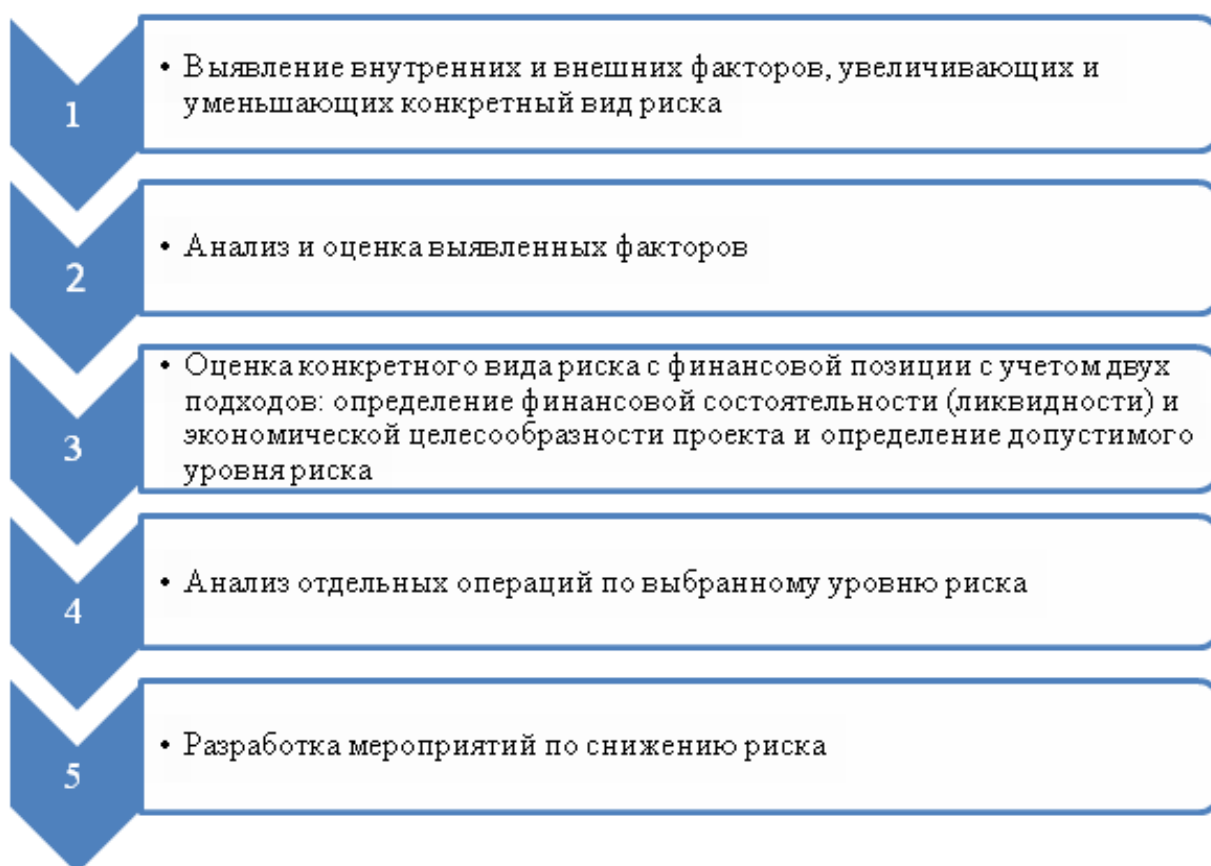 1
• Выявление внутренних и внешних факторов, увеличивающих и
уменьшающих конкретный вид риска
2
• Анализ и оценка выявленных факторов
3
• Оценка конкретного вида риска с финансовой позиции с учетом двух
подходов: определение финансовой состоятельности (ликвидности) и
экономической целесообразности проекта и определение допустимого
уровня риска
4
• Анализ отдельных операций по выбранному уровню риска
5
• Разработка мероприятий по снижению риска